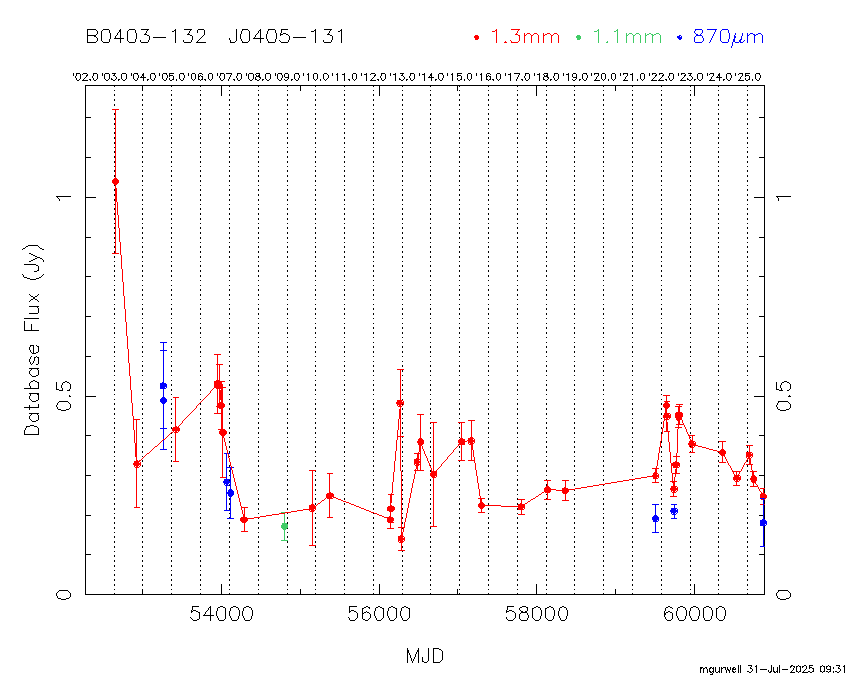 B0403-132 J0405-131 1.3mm 1.1mm 870μm
'02.0 '03.0 '04.0 '05.0 '06.0 '07.0 '08.0 '09.0 '10.0 '11.0 '12.0 '13.0 '14.0 '15.0 '16.0 '17.0 '18.0 '19.0 '20.0 '21.0 '22.0 '23.0 '24.0 '25.0
1 1
Database Flux (Jy)
0.5 0.5
0 0
54000 56000 58000 60000
MJD
mgurwell 31-Jul-2025 09:31